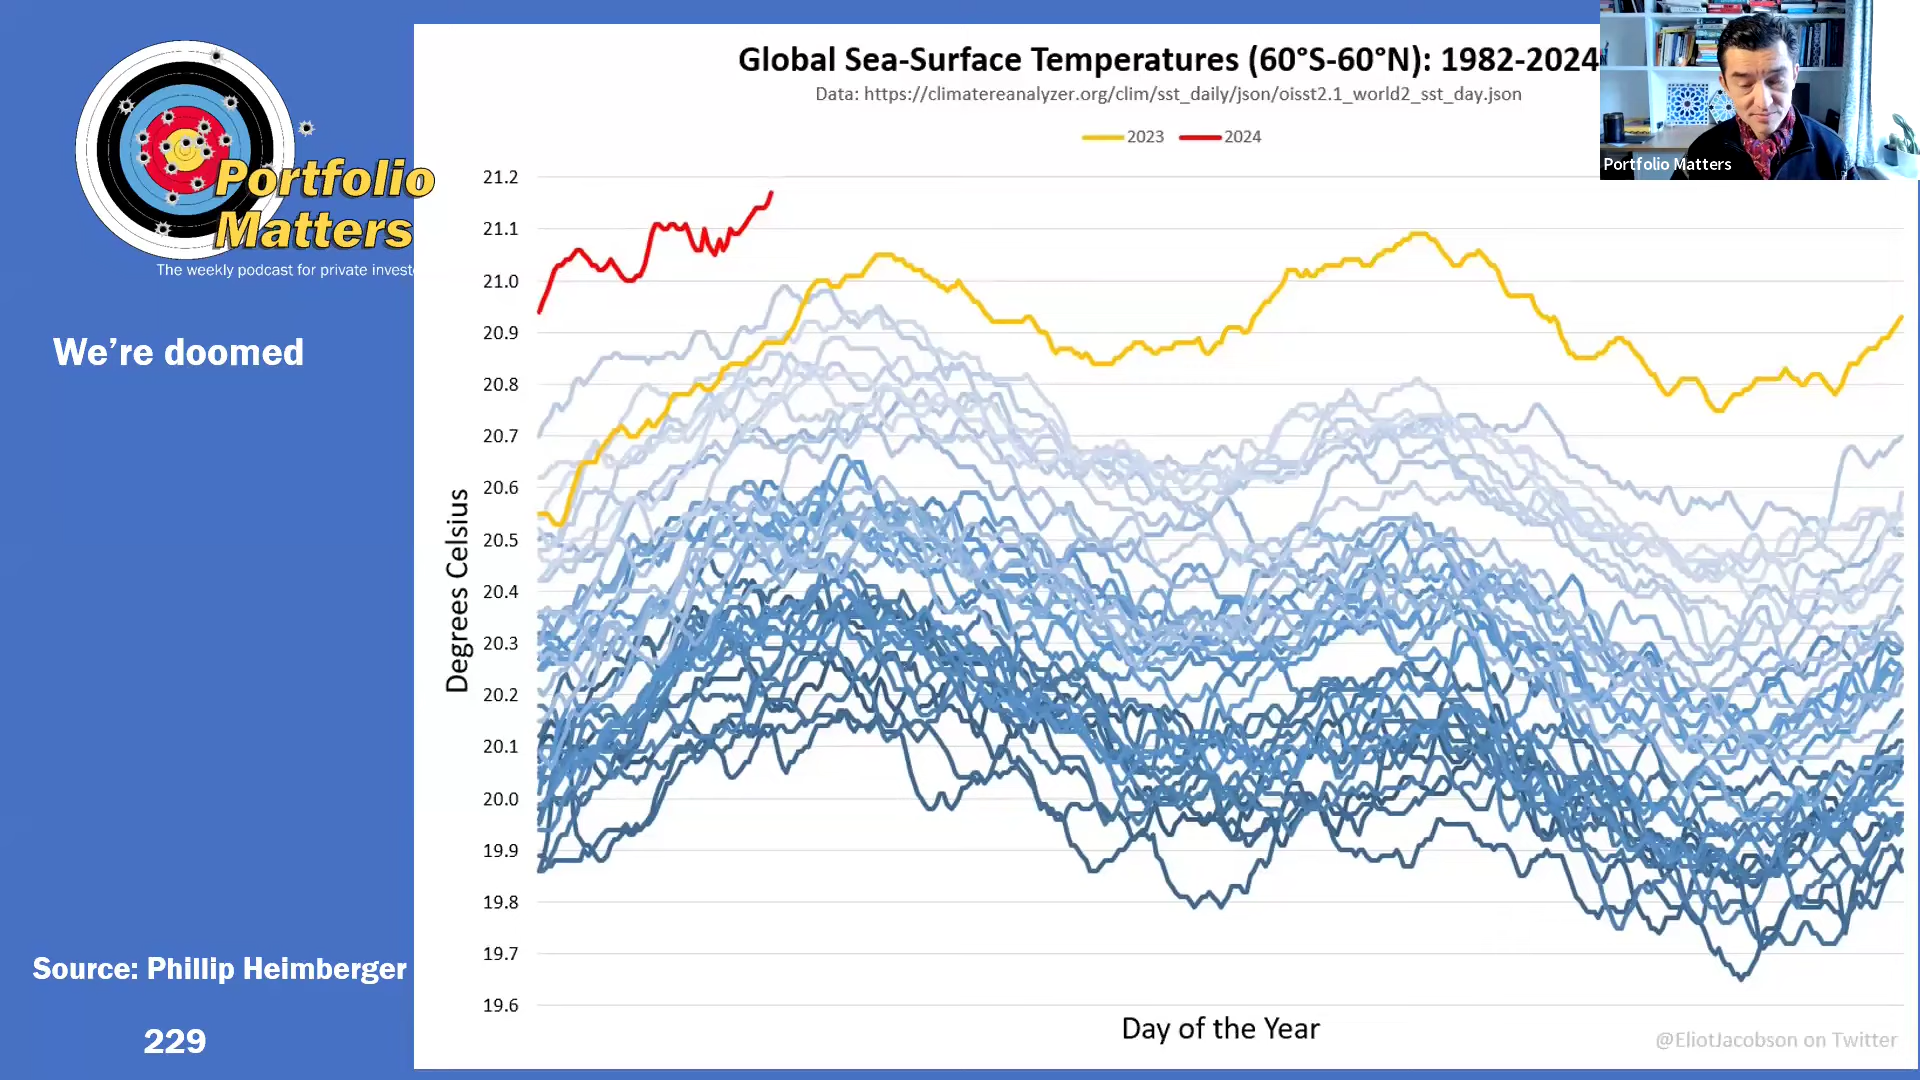 Portfolio
Matters
The weekly podcast for private
We're doomed
Source: Phillip Heimberger
229
Global Sea-Surface Temperatures (60°S-60°N): 1982-2024
Data: https://climatereanalyzer.org/clim/sst_daily/json/oisst2.1_world2_sst_day.json
2023 2024
21.2
21.1
21.0
20.9
20.8
20.7
20.6
20.5
20.4
20.3
20.2
20.1
20.0
19.9
19.8
19.7
19.6
Degrees Celsius
Day of the Year
@EliotJacobson on Twitter
Portfolio Matters